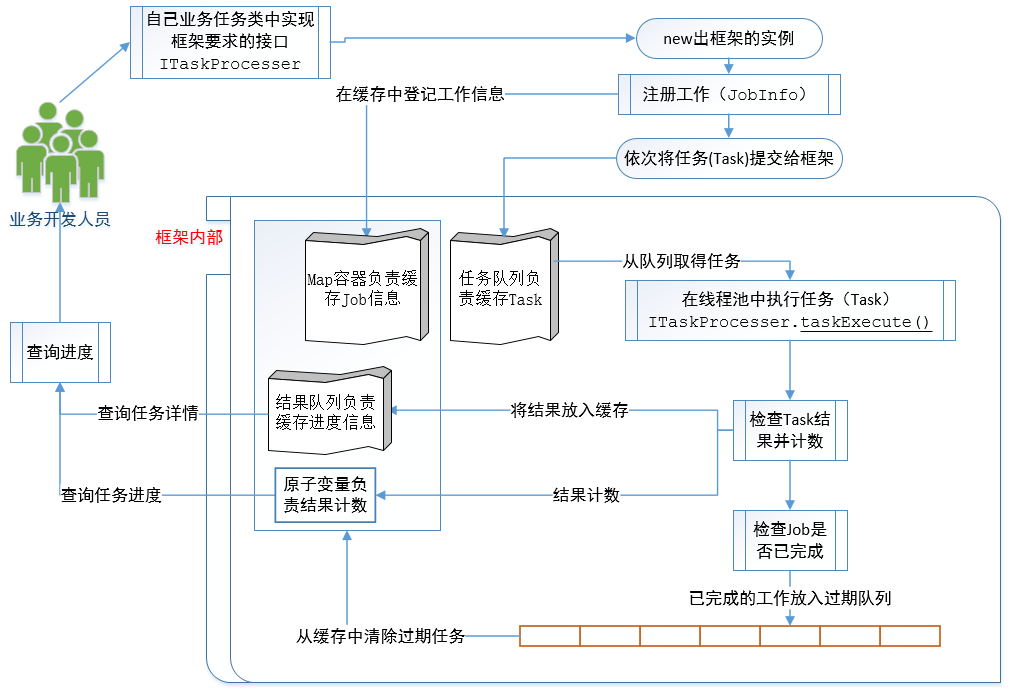 自己业务任务类中实现
框架要求的接口
ITaskProcesser
new出框架的实例
注册工作（JobInfo）
在缓存中登记工作信息
依次将任务(Task)提交给框架
业务开发人员
框架内部
Map容器负责缓
存Job信息
任务队列负
责缓存Task
从队列取得任务
在线程池中执行任务（Task）
ITaskProcesser.taskExecute()
查询进度
结果队列负责
缓存进度信息
查询任务详情
将结果放入缓存
检查Task结
果并计数
原子变量负
责结果计数
查询任务进度
结果计数
检查Job是
否已完成
已完成的工作放入过期队列
从缓存中清除过期任务